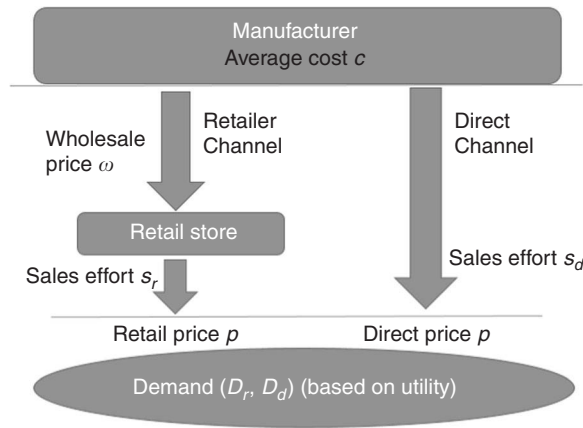 Manufacturer
Average cost c
Wholesale
price ω
Retailer
Channel
Direct
Channel
Retail store
Sales effort s_r
Sales effort s_d
Retail price p
Direct price p
Demand (D_r, D_d) (based on utility)